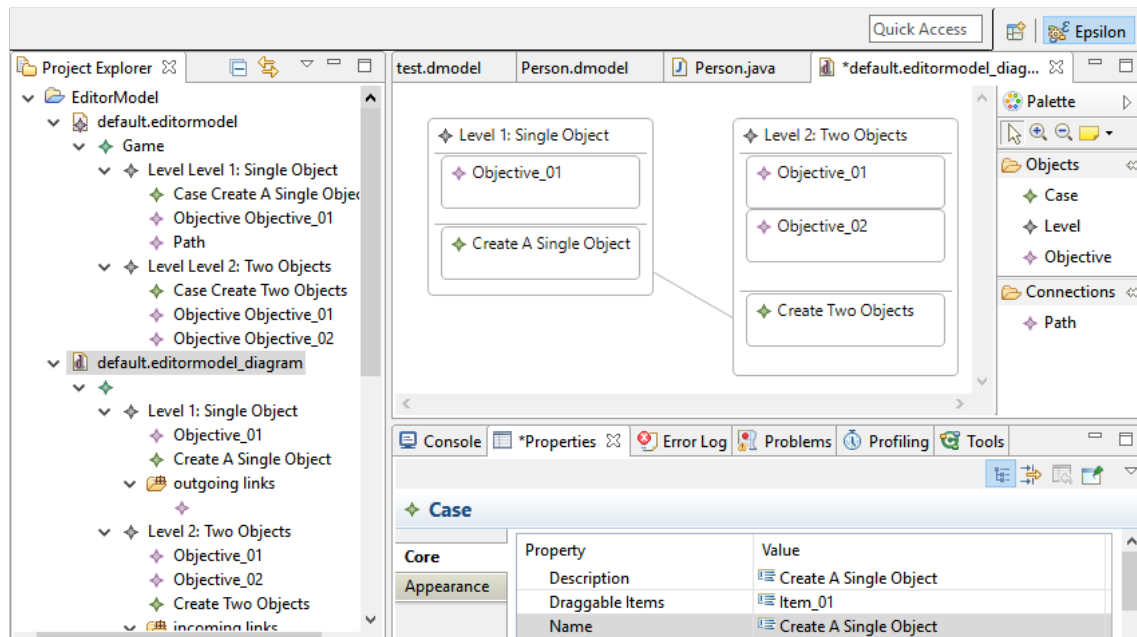 Quick Access
Epsilon
Project Explorer
EditorModel
default.editormodel
Game
Level Level 1: Single Object
Case Create A Single Objec
Objective Objective_01
Path
Level Level 2: Two Objects
Case Create Two Objects
Objective Objective_01
Objective Objective_02
default.editormodel_diagram
Level 1: Single Object
Objective_01
Create A Single Object
outgoing links
Level 2: Two Objects
Objective_01
Objective_02
Create Two Objects
incoming links
test.dmodel
Person.dmodel
Person.java
*default.editormodel_diag...
Level 1: Single Object
Objective_01
Create A Single Object
Level 2: Two Objects
Objective_01
Objective_02
Create Two Objects
Palette
Objects
Case
Level
Objective
Connections
Path
Console
*Properties
Error Log
Problems
Profiling
Tools
Case
Core
Appearance
Property Value
Description Create A Single Object
Draggable Items Item_01
Name Create A Single Object